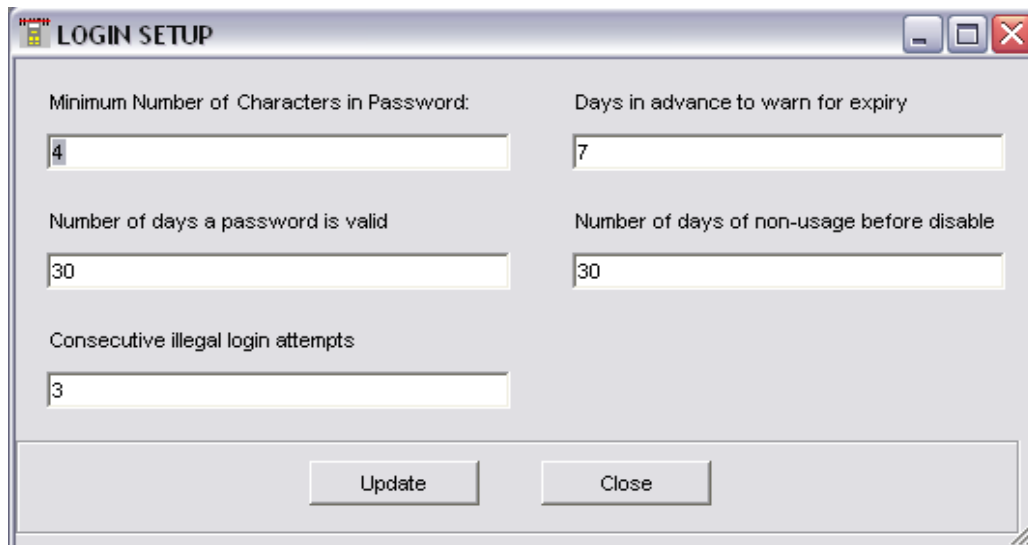 LOGIN SETUP
Minimum Number of Characters in Password:
4
Days in advance to warn for expiry
7
Number of days a password is valid
30
Number of days of non-usage before disable
30
Consecutive illegal login attempts
3
Update
Close